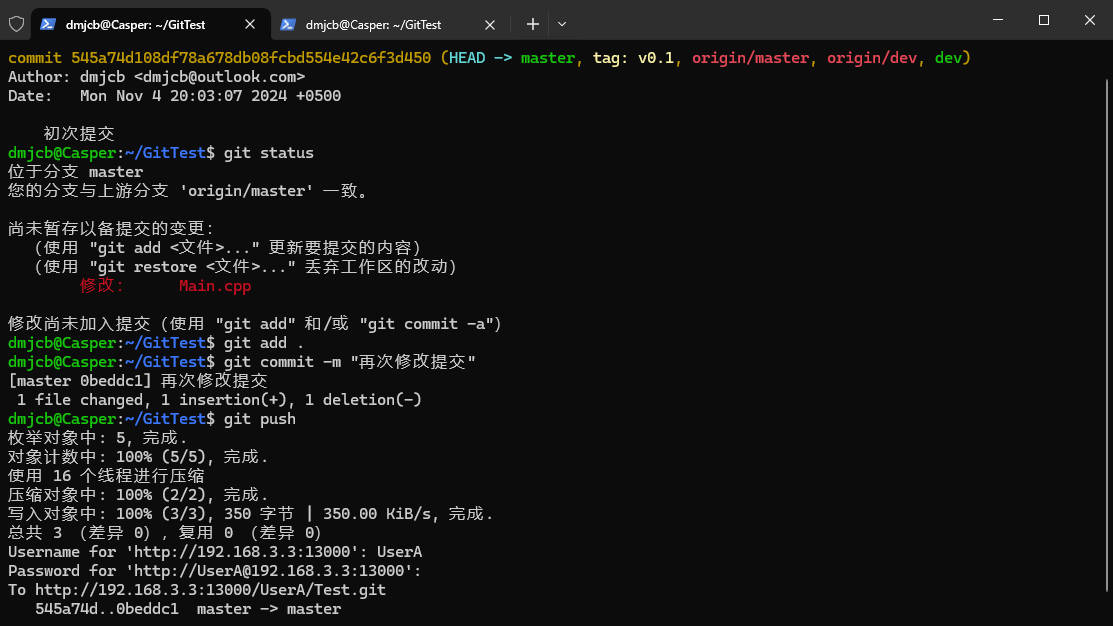 dmjcb@Casper: ~/GitTest
dmjcb@Casper: ~/GitTest
commit 545a74d108df78a678db08fcbd554e42c6f3d450 (HEAD -> master, tag: v0.1, origin/master, origin/dev, dev)
Author: dmjcb <dmjcb@outlook.com>
Date:   Mon Nov 4 20:03:07 2024 +0500
    初次提交
dmjcb@Casper:~/GitTest$ git status
位于分支 master
您的分支与上游分支 'origin/master' 一致。
尚未暂存以备提交的变更：
  （使用 "git add <文件>..." 更新要提交的内容）
  （使用 "git restore <文件>..." 丢弃工作区的改动）
        修改：     Main.cpp
修改尚未加入提交（使用 "git add" 和/或 "git commit -a"）
dmjcb@Casper:~/GitTest$ git add .
dmjcb@Casper:~/GitTest$ git commit -m "再次修改提交"
[master 0beddc1] 再次修改提交
 1 file changed, 1 insertion(+), 1 deletion(-)
dmjcb@Casper:~/GitTest$ git push
枚举对象中: 5, 完成.
对象计数中: 100% (5/5), 完成.
使用 16 个线程进行压缩
压缩对象中: 100% (2/2), 完成.
写入对象中: 100% (3/3), 350 字节 | 350.00 KiB/s, 完成.
总共 3 （差异 0），复用 0 （差异 0）
Username for 'http://192.168.3.3:13000': UserA
Password for 'http://UserA@192.168.3.3:13000':
To http://192.168.3.3:13000/UserA/Test.git
   545a74d..0beddc1  master -> master